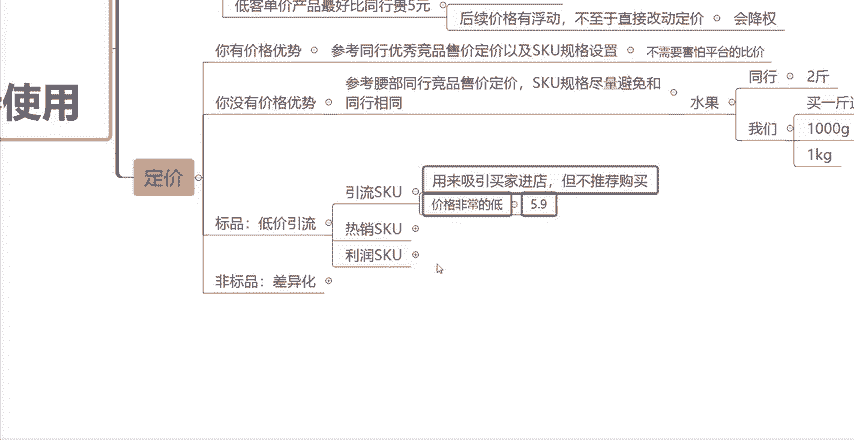 低客单价产品最好比同行贵5元
后续价格有浮动，不至于直接改动定价
会降权
你有价格优势
参考同行优秀竞品售价定价以及SKU规格设置
不需要害怕平台的比价
使用
你没有价格优势
参考腰部同行竞品售价定价，SKU规格尽量避免和
同行相同
水果
同行
2斤
我们
买一斤
1000g
1kg
定价
标品：低价引流
引流SKU
用来吸引买家进店，但不推荐购买
价格非常的低
5.9
热销SKU
利润SKU
非标品：差异化